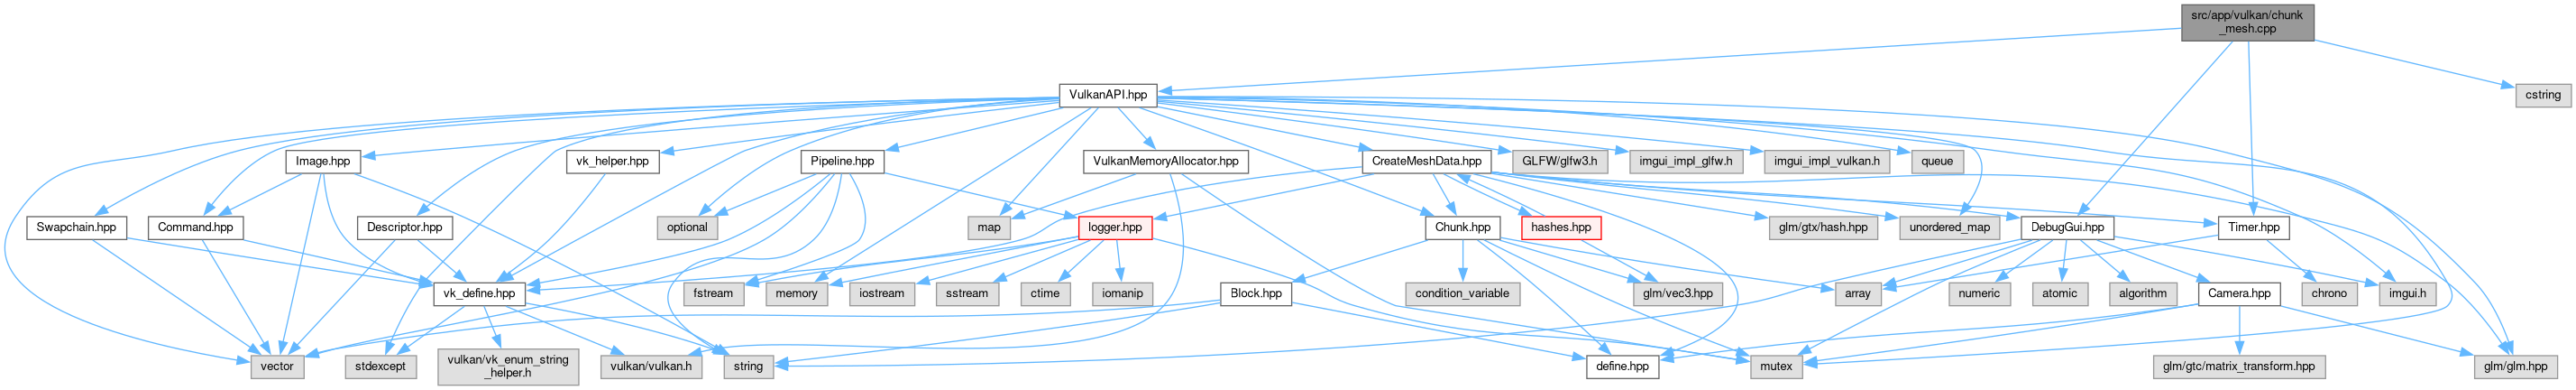 src/app/vulkan/chunk
_mesh.cpp
VulkanAPI.hpp
cstring
Image.hpp
vk_helper.hpp
Pipeline.hpp
VulkanMemoryAllocator.hpp
CreateMeshData.hpp
GLFW/glfw3.h
imgui_impl_glfw.h
imgui_impl_vulkan.h
queue
Swapchain.hpp
Command.hpp
Descriptor.hpp
optional
map
logger.hpp
Chunk.hpp
hashes.hpp
glm/gtx/hash.hpp
unordered_map
DebugGui.hpp
Timer.hpp
vk_define.hpp
fstream
memory
iostream
sstream
ctime
iomanip
Block.hpp
condition_variable
glm/vec3.hpp
array
numeric
atomic
algorithm
Camera.hpp
chrono
imgui.h
vector
stdexcept
vulkan/vk_enum_string
_helper.h
vulkan/vulkan.h
string
define.hpp
mutex
glm/gtc/matrix_transform.hpp
glm/glm.hpp